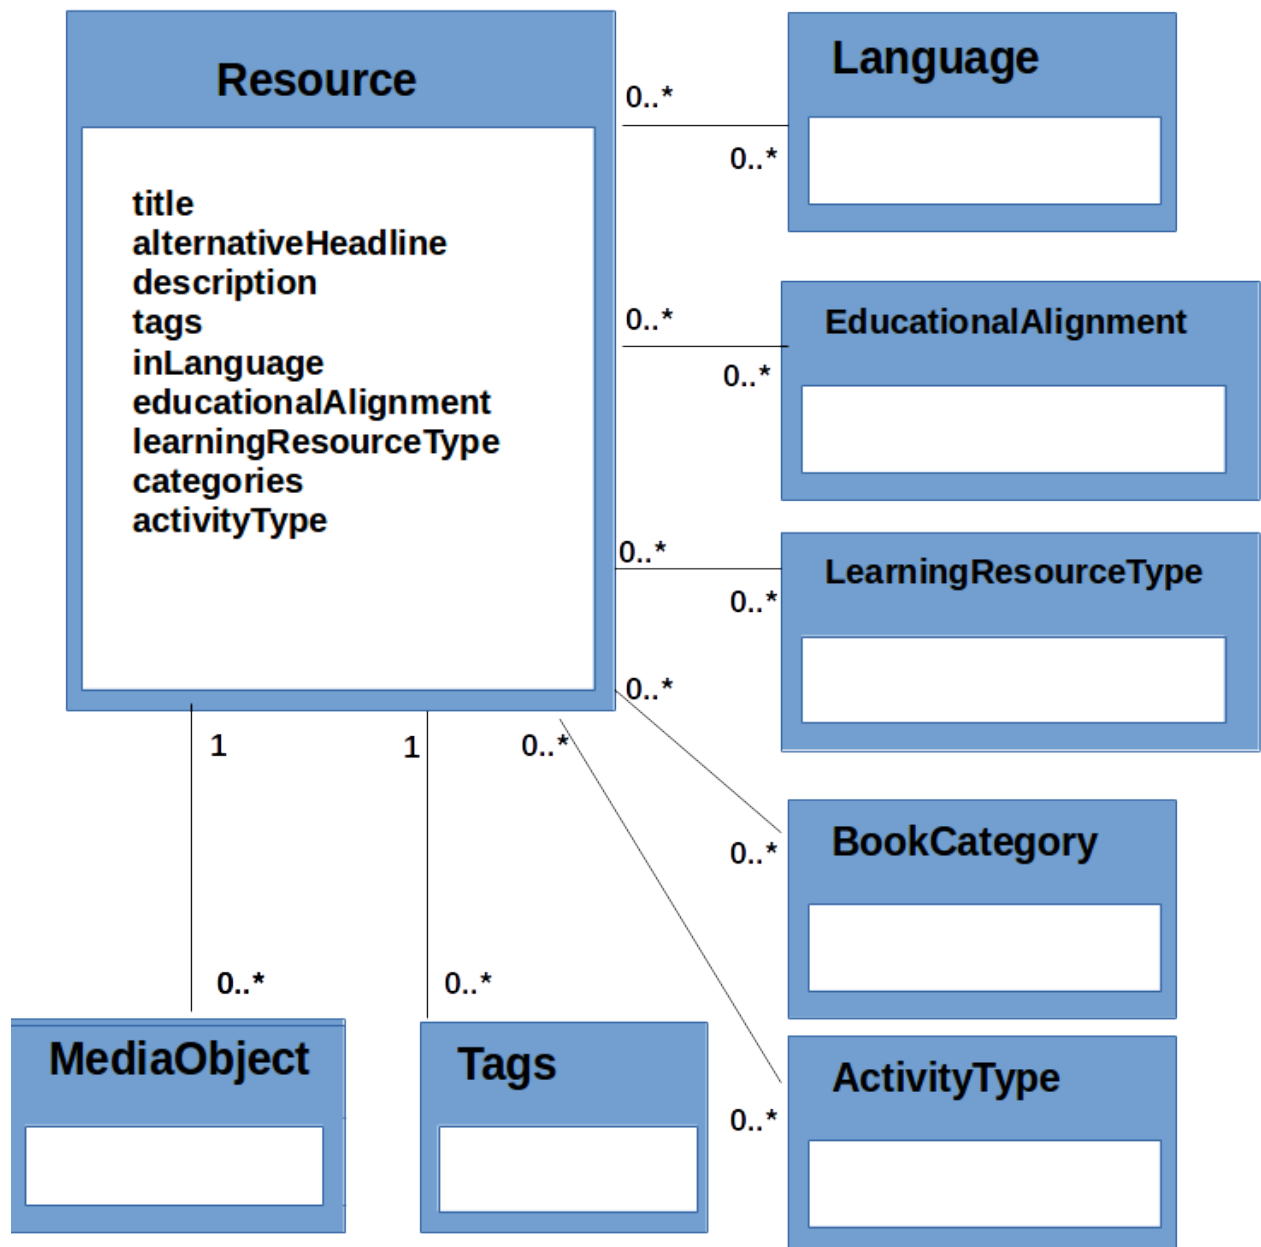 Resource
title
alternativeHeadline
description
tags
inLanguage
educationalAlignment
learningResourceType
categories
activityType
0..*
0..*
Language
0..*
0..*
EducationalAlignment
0..*
0..*
LearningResourceType
0..*
0..*
BookCategory
0..*
0..*
ActivityType
1
0..*
MediaObject
1
0..*
Tags